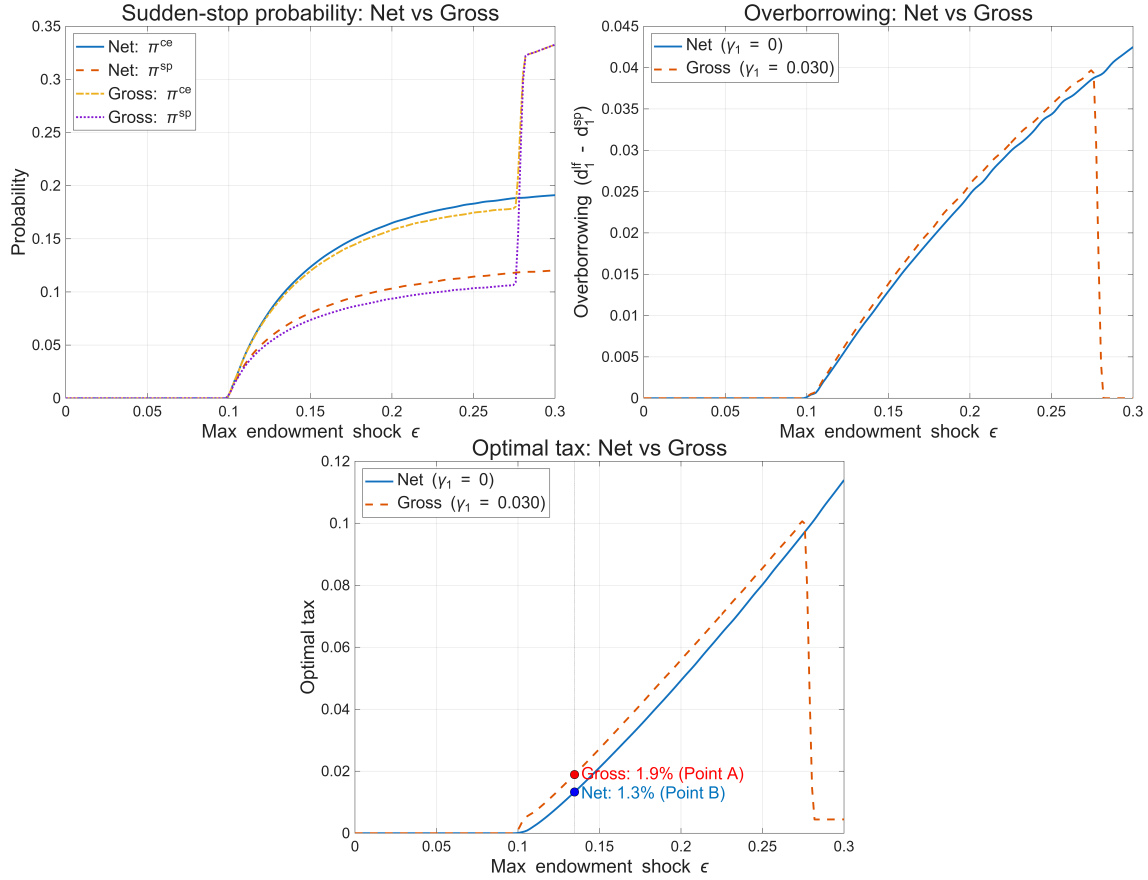 Sudden-stop probability: Net vs Gross
0.35
0.3
0.25
0.2
0.15
0.1
0.05
0
Probability
Net: π^ce
Net: π^sp
Gross: π^ce
Gross: π^sp
0 0.05 0.1 0.15 0.2 0.25 0.3
Max endowment shock ϵ
Overborrowing: Net vs Gross
0.045
0.04
0.035
0.03
0.025
0.02
0.015
0.01
0.005
0
Overborrowing (d_1^lf - d_1^sp)
Net (γ_1 = 0)
Gross (γ_1 = 0.030)
0 0.05 0.1 0.15 0.2 0.25 0.3
Max endowment shock ϵ
Optimal tax: Net vs Gross
0.12
0.1
0.08
0.06
0.04
0.02
0
Optimal tax
Net (γ_1 = 0)
Gross (γ_1 = 0.030)
Gross: 1.9% (Point A)
Net: 1.3% (Point B)
0 0.05 0.1 0.15 0.2 0.25 0.3
Max endowment shock ϵ